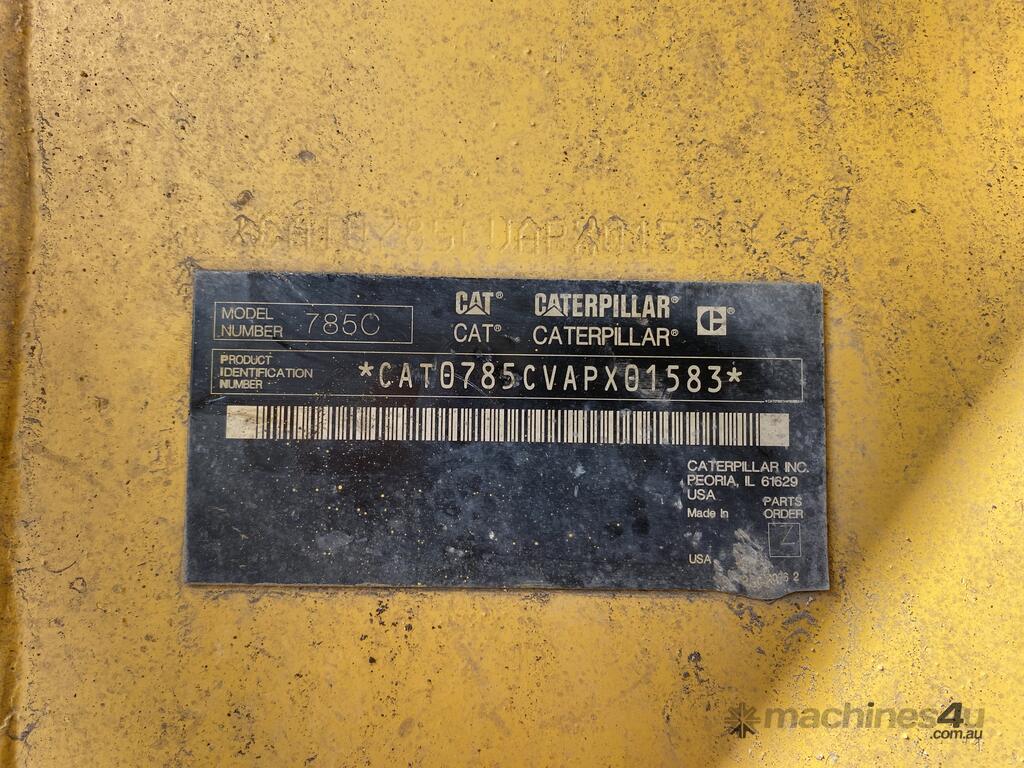 *CAT0785CVAPX01583*
MODEL NUMBER 785C
CAT® CATERPILLAR®
CAT® CATERPILLAR®
PRODUCT IDENTIFICATION NUMBER *CAT0785CVAPX01583*
CATERPILLAR INC.
PEORIA, IL 61629
USA PARTS
Made In ORDER
Z
USA
machines4u
.com.au